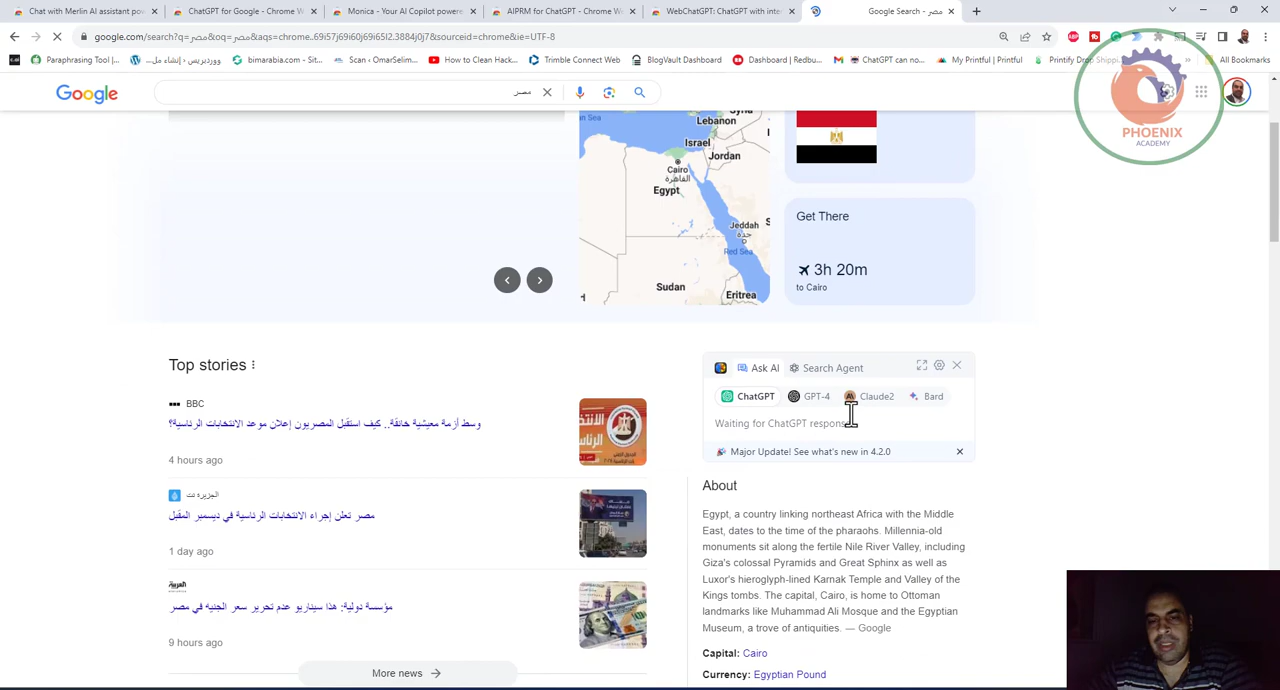 Chat with Merlin AI assistant pow
ChatGPT for Google - Chrome W
Monica - Your AI Copilot powere
AIPRM for ChatGPT - Chrome We
WebChatGPT: ChatGPT with inte
مصر - Google Search
google.com/search?q=مصر&oq=مصر&aqs=chrome..69i57j69i60j69i65l2.3884j0j7&sourceid=chrome&ie=UTF-8
Paraphrasing Tool |...
ووردبريس › إنشاء مل...
bimarabia.com - Sit...
Scan ‹ OmarSelim...
How to Clean Hack...
Trimble Connect Web
BlogVault Dashboard
Dashboard | Redbu...
ChatGPT can no...
My Printful | Printful
Printify Drop Shippi...
All Bookmarks
Google
مصر
PHOENIX
ACADEMY
Lebanon
Israel
Jordan
Cairo
القاهرة
Egypt
Jeddah
جدة
Red Sea
Sudan
Eritrea
Get There
3h 20m
to Cairo
Top stories
BBC
وسط أزمة معيشية خانقة.. كيف استقبل المصريون إعلان موعد الانتخابات الرئاسية؟
4 hours ago
الجزيرة نت
مصر تعلن إجراء الانتخابات الرئاسية في ديسمبر المقبل
1 day ago
العربية
مؤسسة دولية: هذا سيناريو عدم تحرير سعر الجنيه في مصر
9 hours ago
More news
Ask AI
Search Agent
ChatGPT
GPT-4
Claude2
Bard
Waiting for ChatGPT respons
Major Update! See what's new in 4.2.0
About
Egypt, a country linking northeast Africa with the Middle
East, dates to the time of the pharaohs. Millennia-old
monuments sit along the fertile Nile River Valley, including
Giza's colossal Pyramids and Great Sphinx as well as
Luxor's hieroglyph-lined Karnak Temple and Valley of the
Kings tombs. The capital, Cairo, is home to Ottoman
landmarks like Muhammad Ali Mosque and the Egyptian
Museum, a trove of antiquities. — Google
Capital: Cairo
Currency: Egyptian Pound